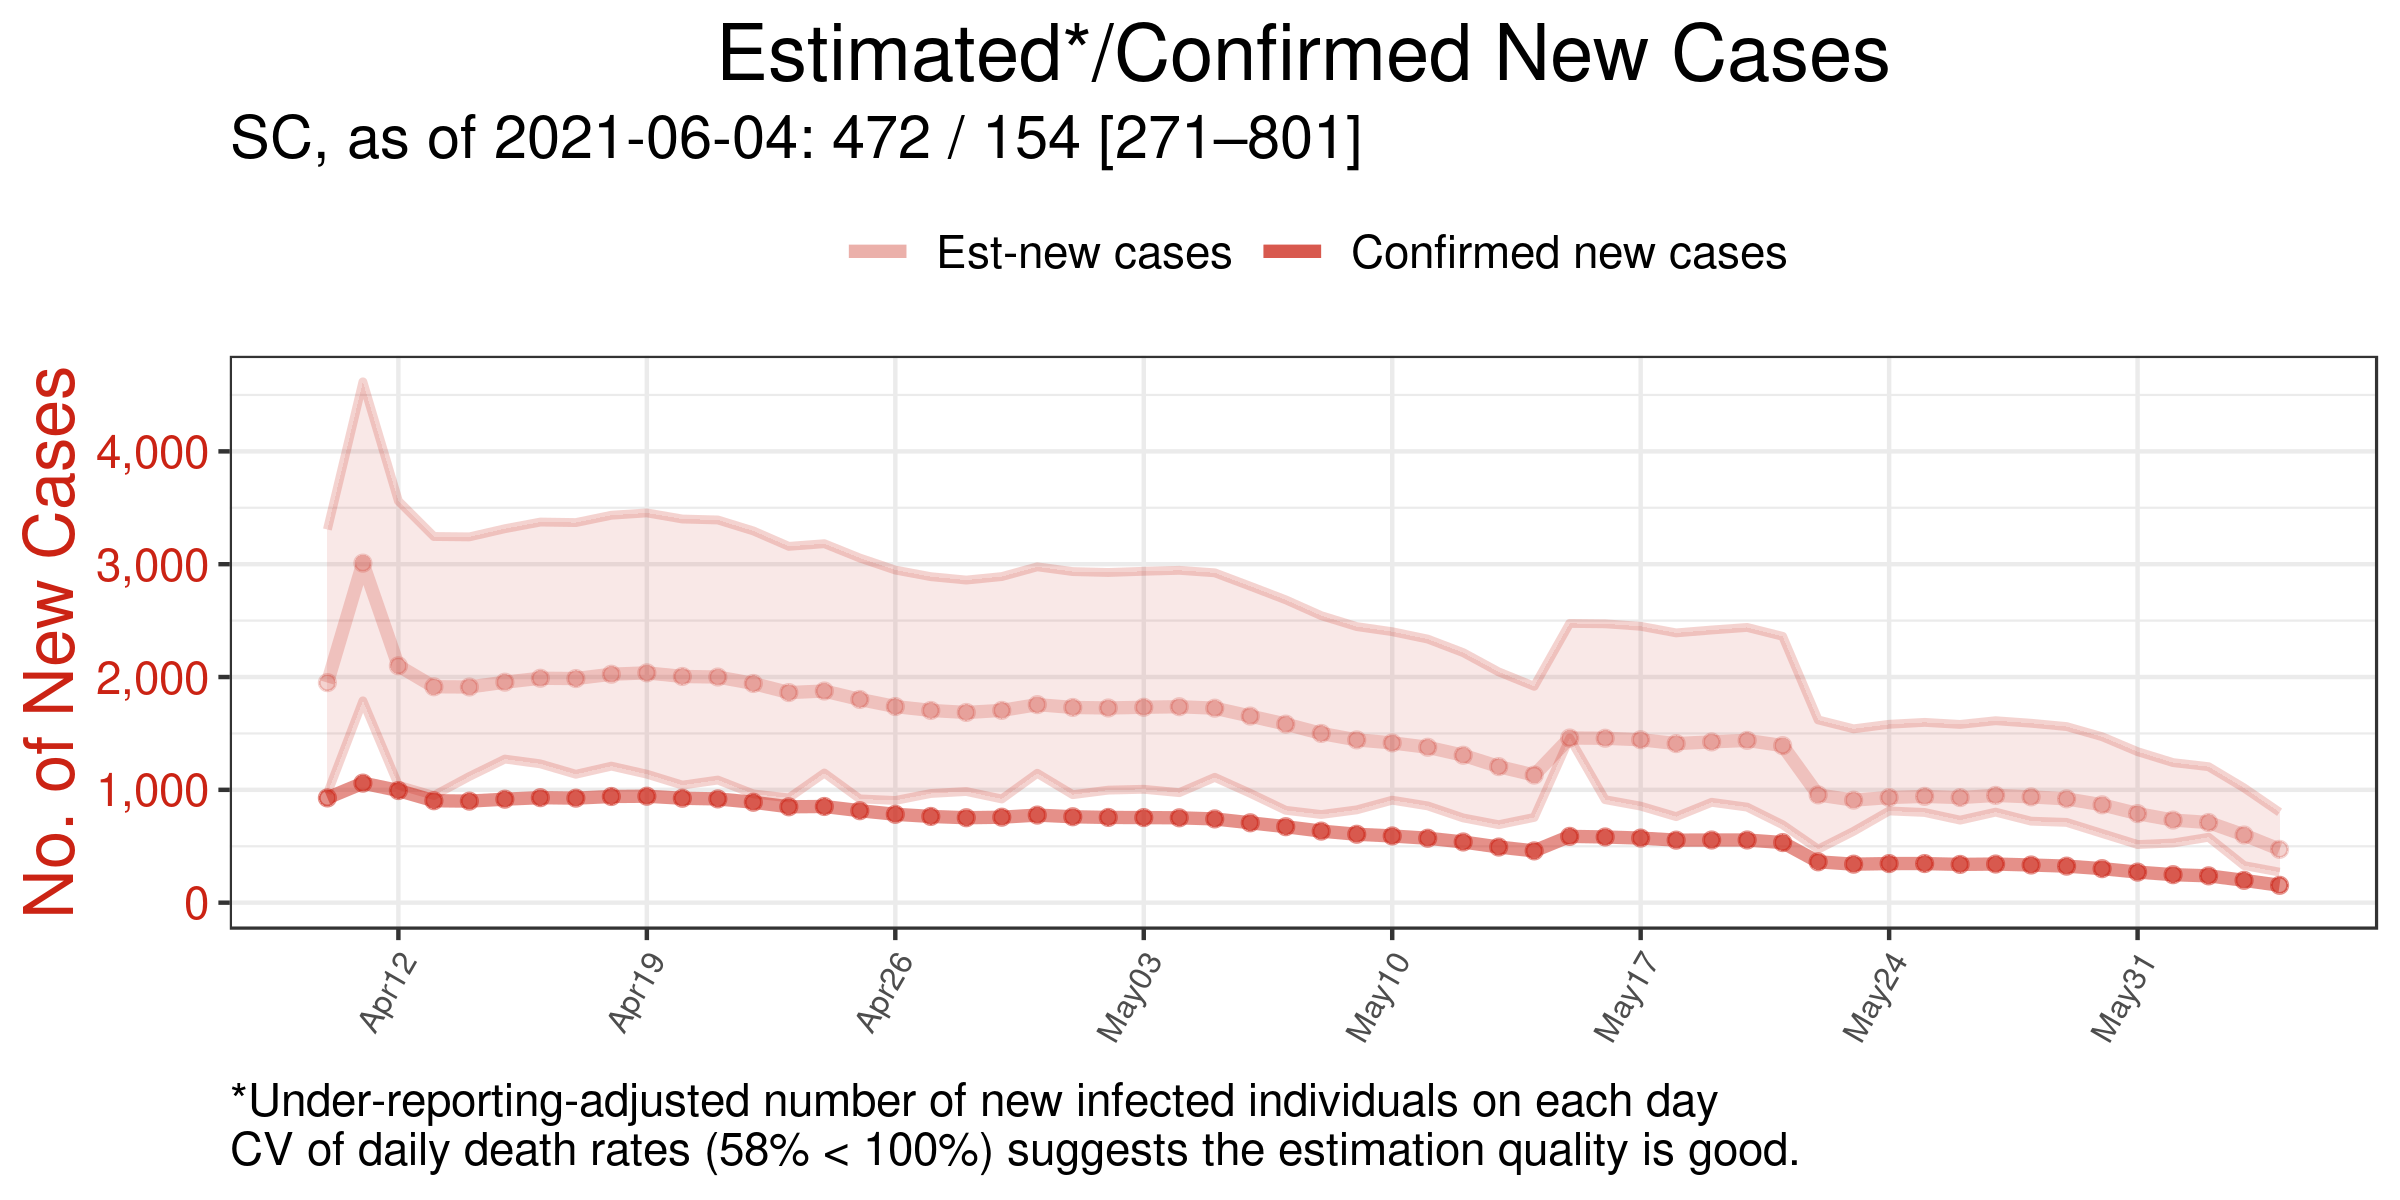 Estimated*/Confirmed New Cases
SC, as of 2021-06-04: 472 / 154 [271–801]
Est-new cases
Confirmed new cases
No. of New Cases
4,000
3,000
2,000
1,000
0
Apr12
Apr19
Apr26
May03
May10
May17
May24
May31
*Under-reporting-adjusted number of new infected individuals on each day
CV of daily death rates (58% < 100%) suggests the estimation quality is good.